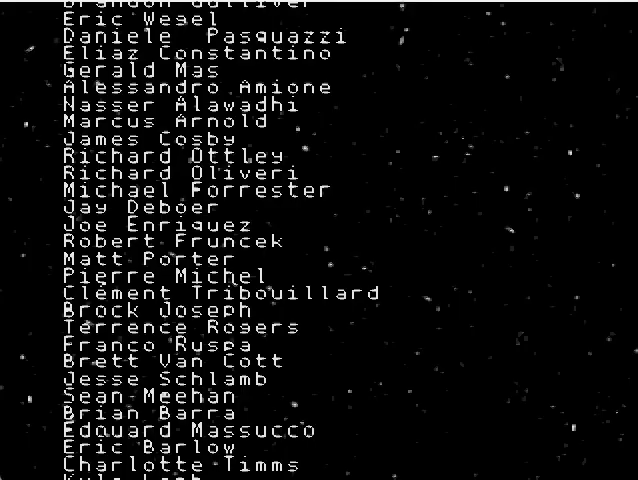 Eric Wesel
Daniele  Pasquazzi
Eliaz Constantino
Gerald Mas
Alessandro Amione
Nasser Alawadhi
Marcus Arnold
James Cosby
Richard Ottley
Richard Oliveri
Michael Forrester
Jay Deboer
Joe Enriquez
Robert Fruncek
Matt Porter
Pierre Michel
Clément Tribouillard
Brock Joseph
Terrence Rogers
Franco Ruspa
Brett Van Cott
Jesse Schlamb
Sean Meehan
Brian Barra
Edouard Massucco
Eric Barlow
Charlotte Timms